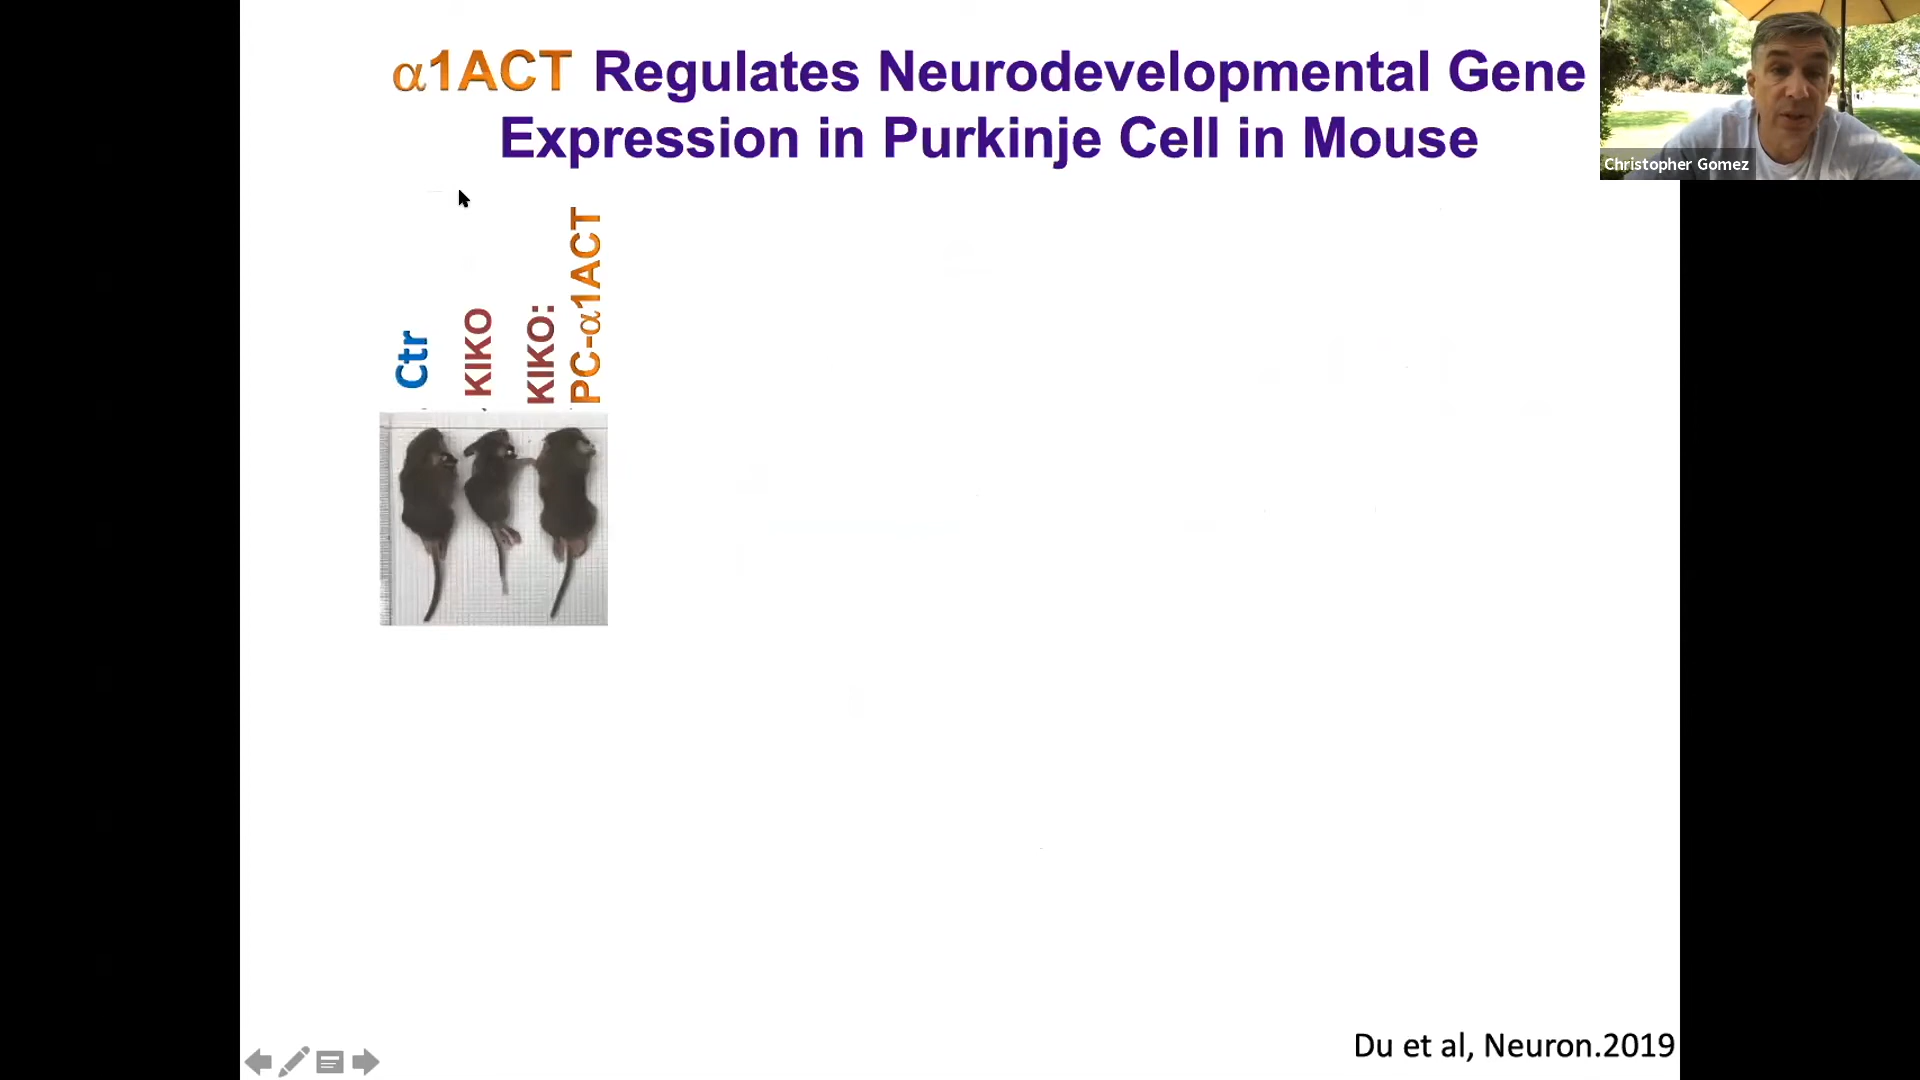 α1ACT Regulates Neurodevelopmental Gene
Expression in Purkinje Cell in Mouse
Christopher Gomez
Ctr
KIKO
KIKO:
PC-α1ACT
Du et al, Neuron.2019